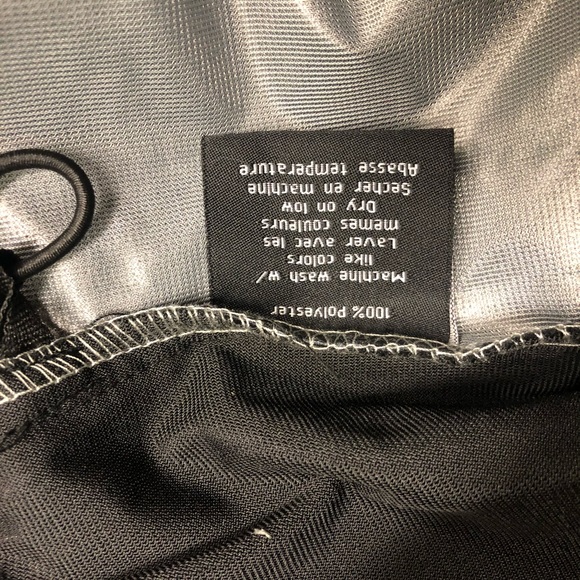 100% Polyester
Machine wash w/
like colors
Laver avec les
memes couleurs
Dry on low
Secher en machine
Abasse temperature